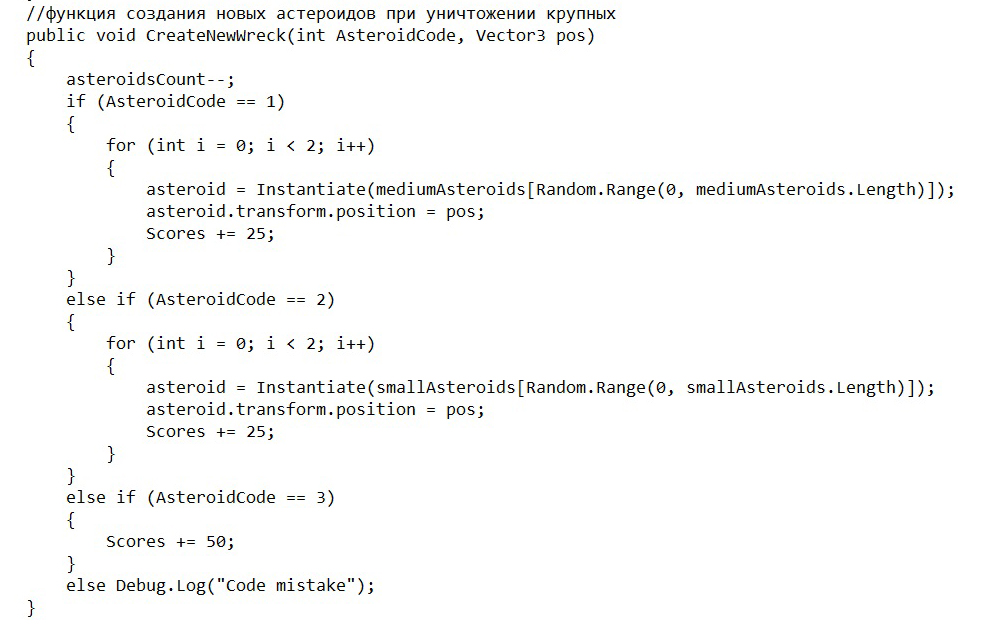 //функция создания новых астероидов при уничтожении крупных
public void CreateNewWreck(int AsteroidCode, Vector3 pos)
{
    asteroidsCount--;
    if (AsteroidCode == 1)
    {
        for (int i = 0; i < 2; i++)
        {
            asteroid = Instantiate(mediumAsteroids[Random.Range(0, mediumAsteroids.Length)]);
            asteroid.transform.position = pos;
            Scores += 25;
        }
    }
    else if (AsteroidCode == 2)
    {
        for (int i = 0; i < 2; i++)
        {
            asteroid = Instantiate(smallAsteroids[Random.Range(0, smallAsteroids.Length)]);
            asteroid.transform.position = pos;
            Scores += 25;
        }
    }
    else if (AsteroidCode == 3)
    {
        Scores += 50;
    }
    else Debug.Log("Code mistake");
}